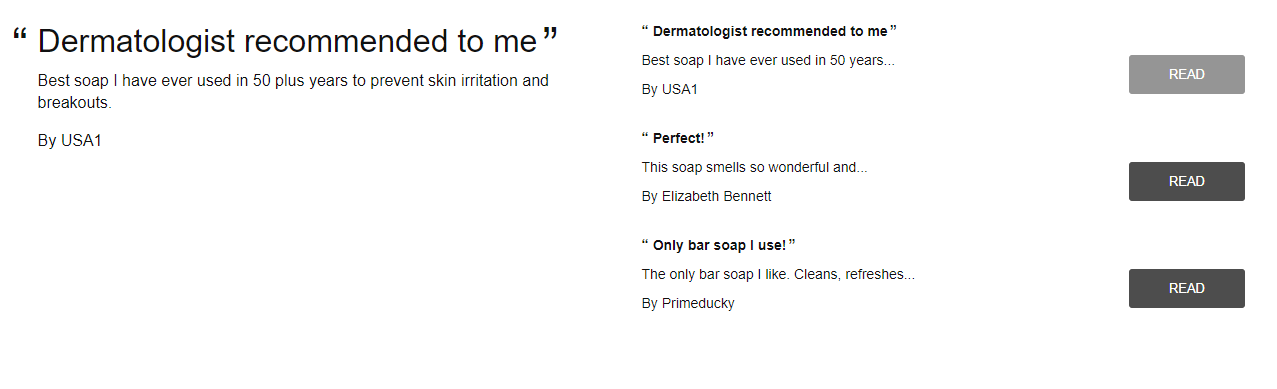 “ Dermatologist recommended to me ”
Best soap I have ever used in 50 plus years to prevent skin irritation and
breakouts.
By USA1
“ Dermatologist recommended to me ”
Best soap I have ever used in 50 years...
By USA1
READ
“ Perfect! ”
This soap smells so wonderful and...
By Elizabeth Bennett
READ
“ Only bar soap I use! ”
The only bar soap I like. Cleans, refreshes...
By Primeducky
READ